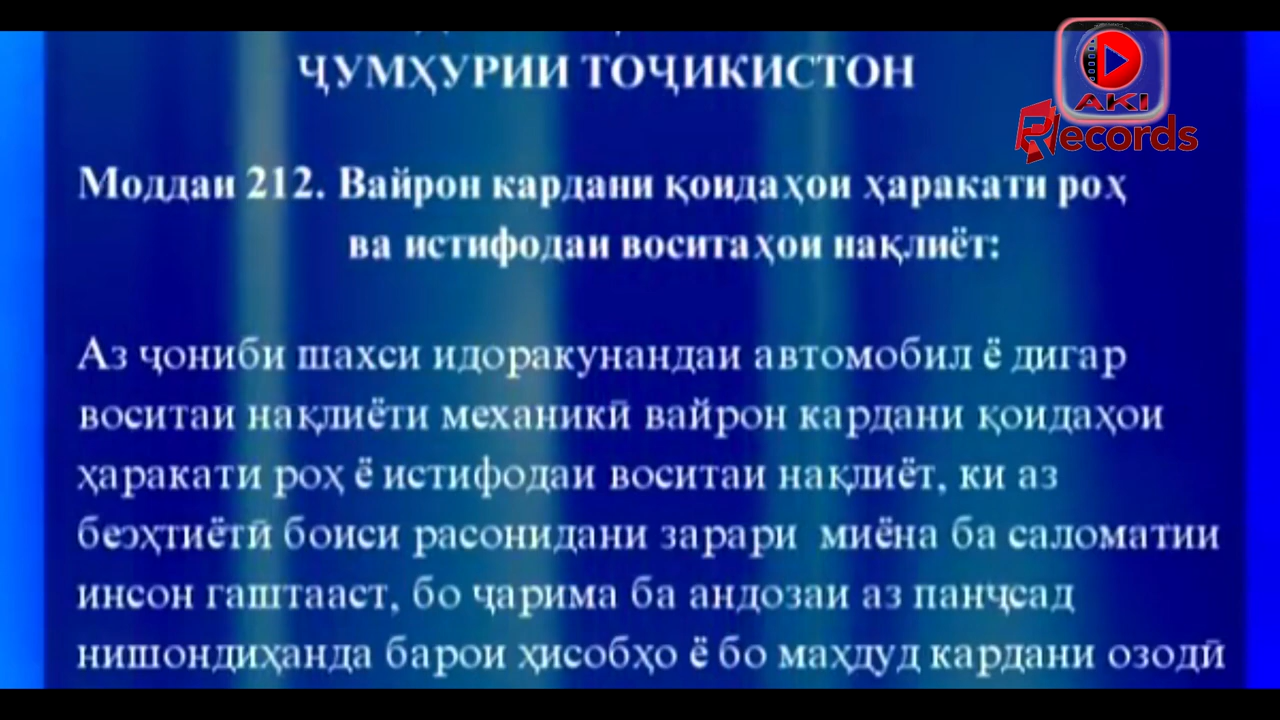 ҶУМҲУРИИ ТОҶИКИСТОН
AKI
Records
Моддаи 212. Вайрон кардани қоидаҳои ҳаракати роҳ
ва истифодаи воситаҳои нақлиёт:
Аз ҷониби шахси идоракунандаи автомобил ё дигар
воситаи нақлиёти механикӣ вайрон кардани қоидаҳои
ҳаракати роҳ ё истифодаи воситаи нақлиёт, ки аз
беэҳтиётӣ боиси расонидани зарари миёна ба саломатии
инсон гаштааст, бо ҷарима ба андозаи аз панҷсад
нишондиҳанда барои ҳисобҳо ё бо маҳдуд кардани озодӣ